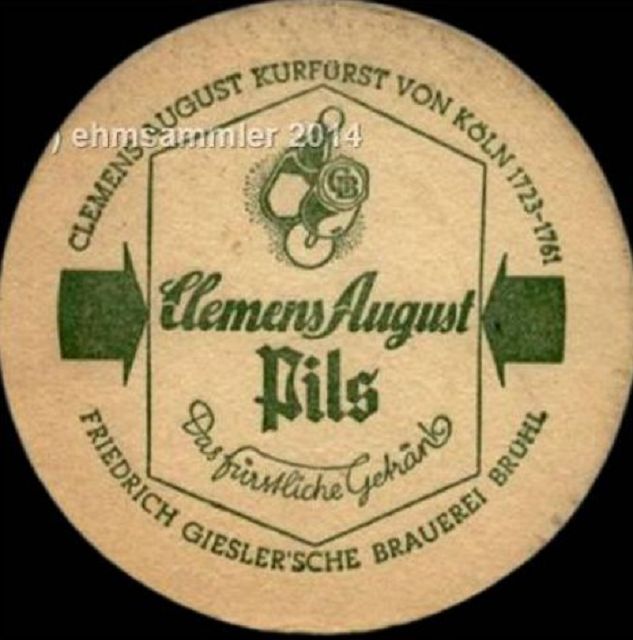 CLEMENS AUGUST KURFÜRST VON KÖLN 1723-1761
) ehmsammler 2014
GB
Clemens August
Pils
Das fürstliche Getränk
FRIEDRICH GIESLER'SCHE BRAUEREI BRÜHL